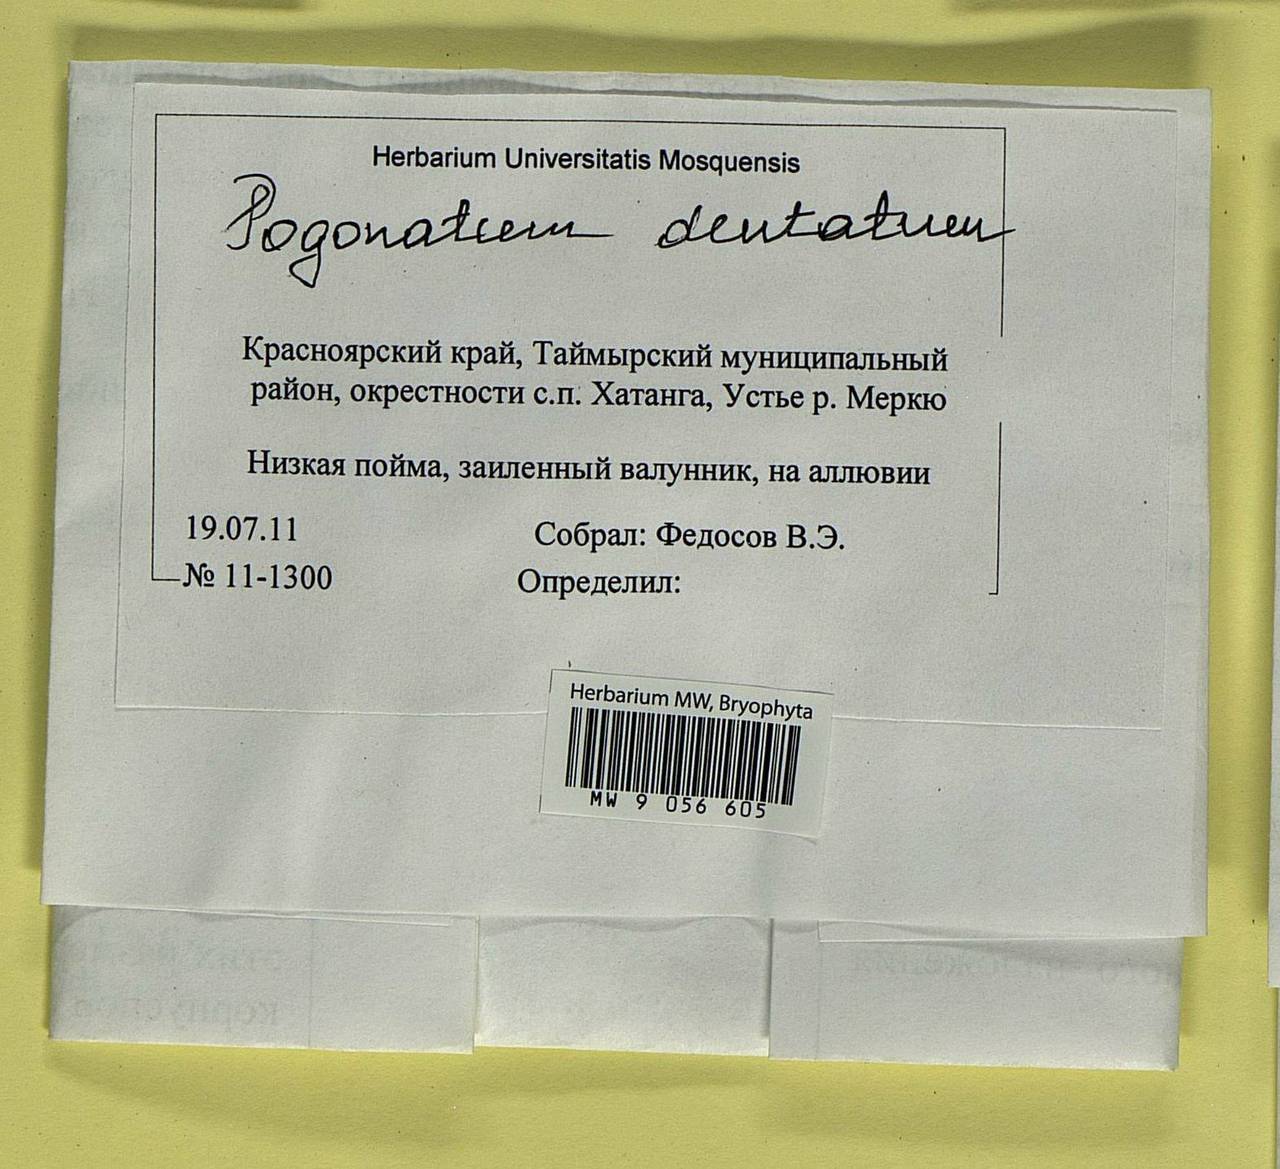 Herbarium Universitatis Mosquensis
Pogonatum dentatum
Красноярский край, Таймырский муниципальный
район, окрестности с.п. Хатанга, Устье р. Меркю
Низкая пойма, заиленный валунник, на аллювии
19.07.11 Собрал: Федосов В.Э.
№ 11-1300 Определил:
Herbarium MW, Bryophyta
MW 9 056 605